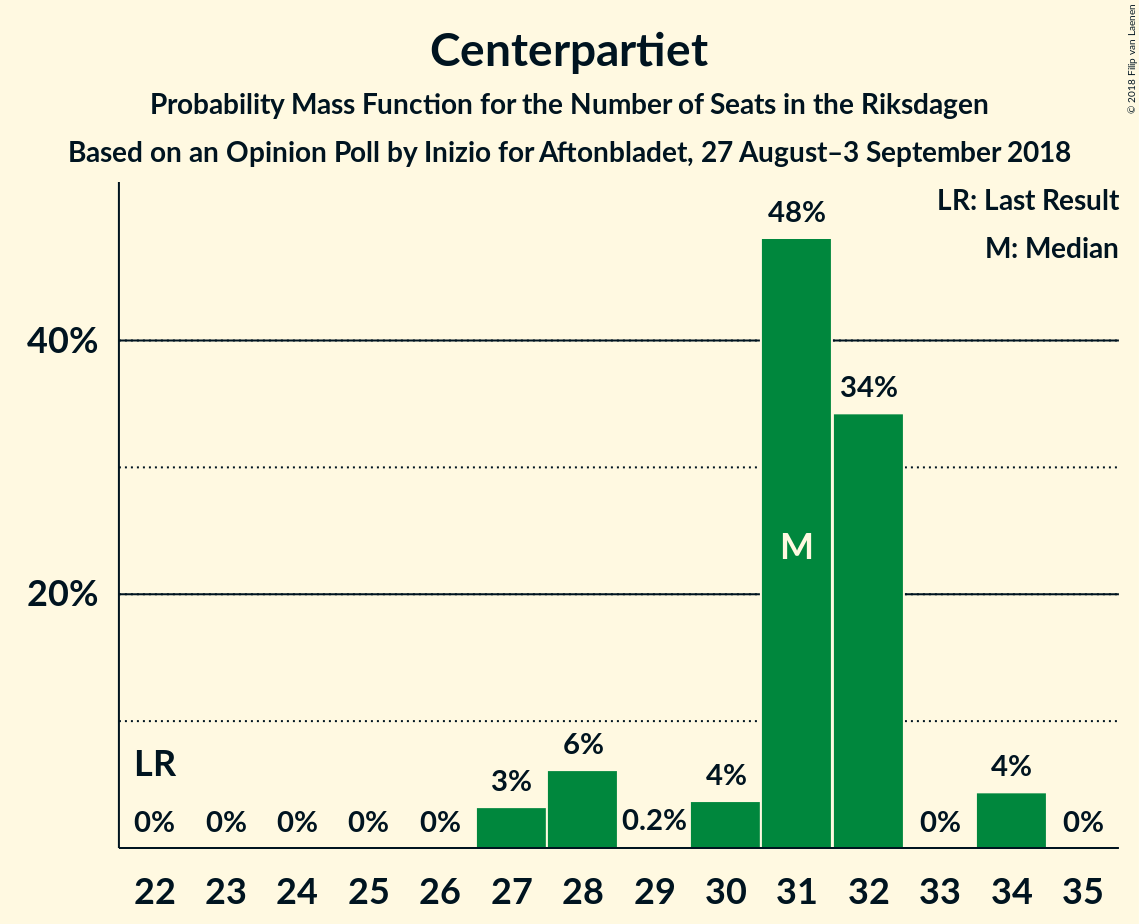 Centerpartiet
Probability Mass Function for the Number of Seats in the Riksdagen
Based on an Opinion Poll by Inizio for Aftonbladet, 27 August–3 September 2018
© 2018 Filip van Laenen
LR: Last Result
M: Median
48%
40%
34%
M
20%
LR
0%
0%
0%
0%
0%
3%
6%
0.2%
4%
0%
4%
0%
22 23 24 25 26 27 28 29 30 31 32 33 34 35